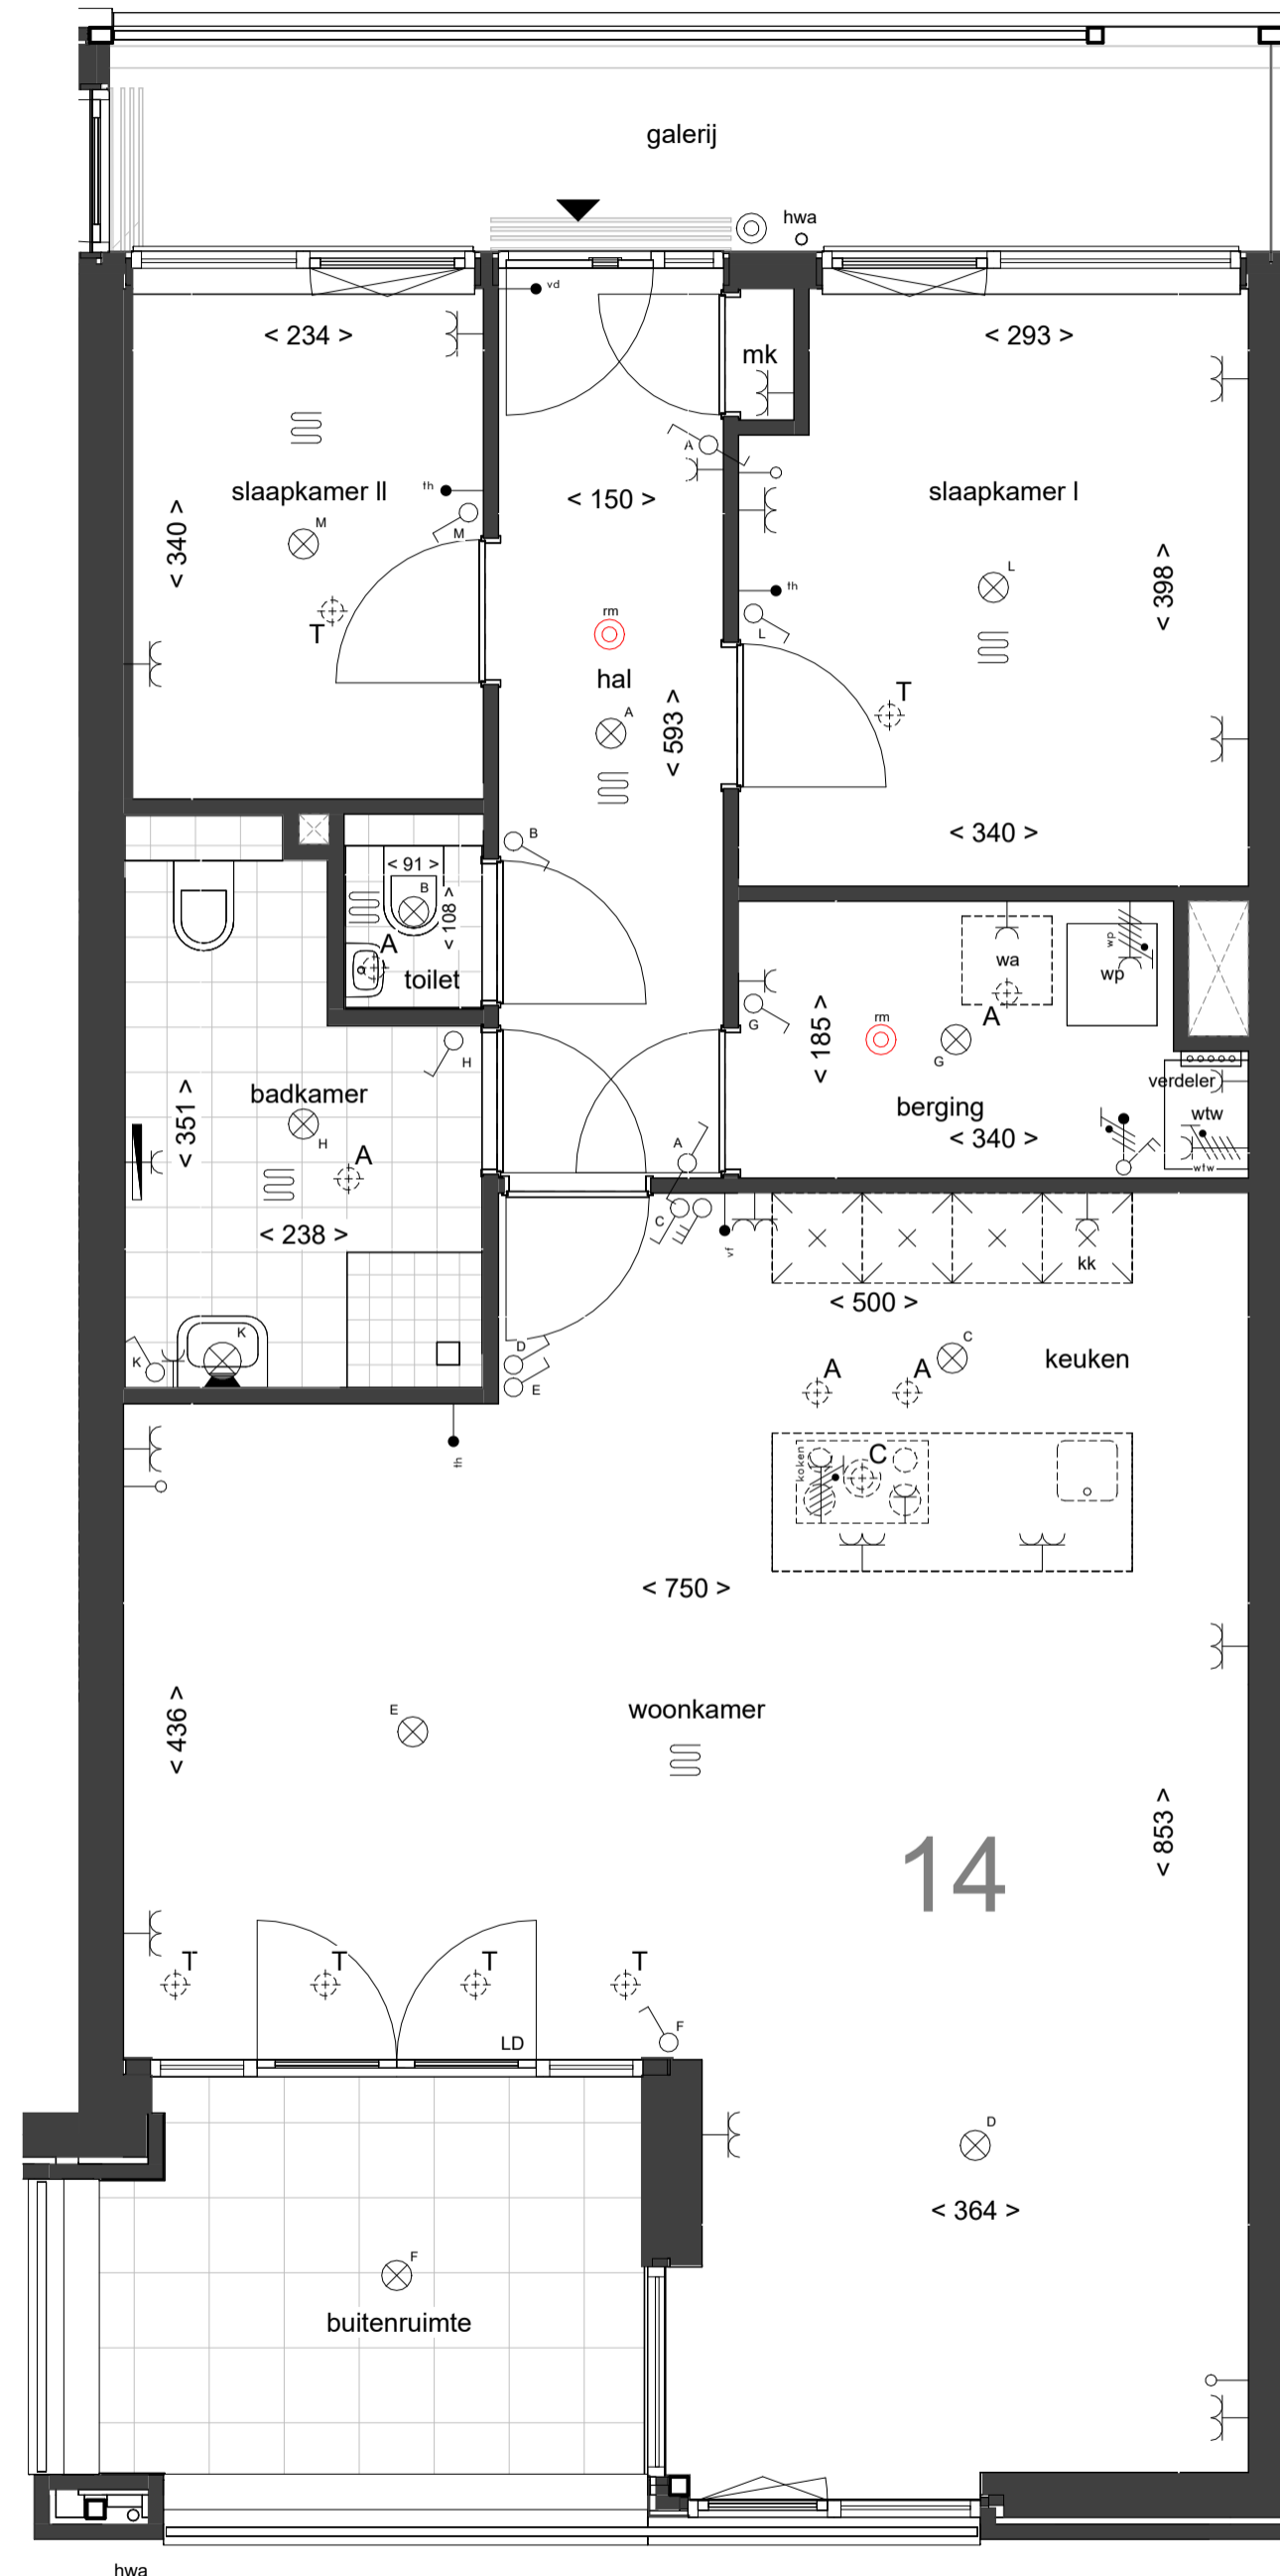 galerij
hwa
vd
< 234 >
< 293 >
mk
A
slaapkamer II
th
< 150 >
slaapkamer I
M
M
< 340 >
< 398 >
th
L
L
rm
T
hal
T
A
< 593 >
B
< 340 >
< 91 >
B
< 108 >
A
toilet
wa
wp
wp
A
G
rm
G
< 185 >
H
badkamer
H
A
< 351 >
berging
< 340 >
verdeler
wtw
wtw
A
< 238 >
C
vf
kk
< 500 >
K
K
D
E
C
keuken
A
A
th
koken
C
< 750 >
E
woonkamer
< 436 >
14
< 853 >
T
T
T
T
LD
F
D
< 364 >
F
buitenruimte
hwa